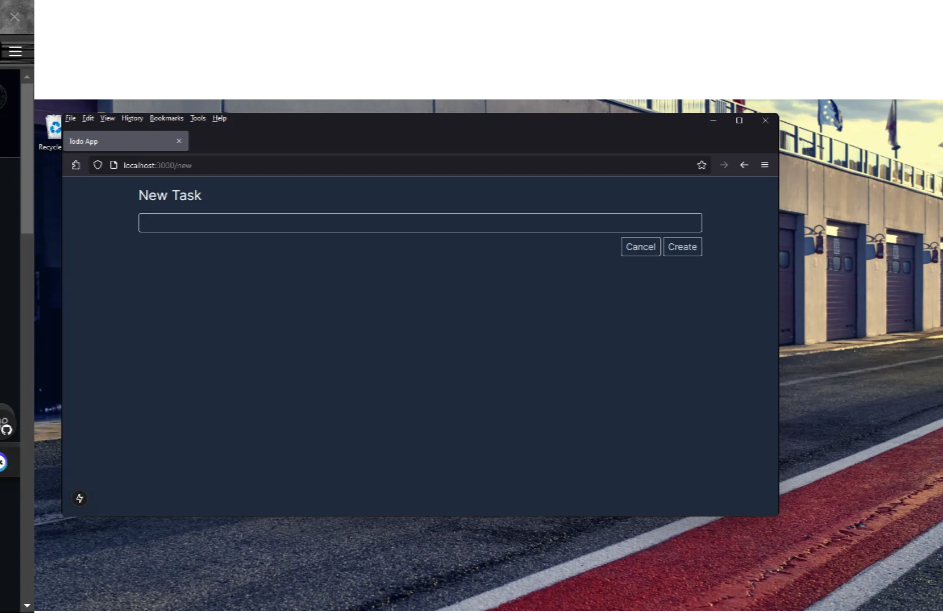 File Edit View History Bookmarks Tools Help
Recycle
Todo App
localhost:3000/new
New Task
Cancel Create